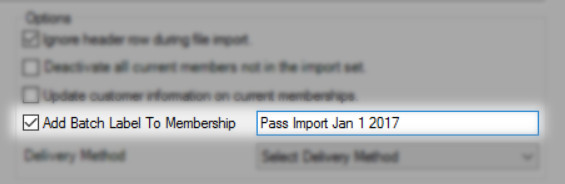 Options
Ignore header row during file import.
Deactivate all current members not in the import set.
Update customer information on current memberships.
Add Batch Label To Membership Pass Import Jan 1 2017
Delivery Method Select Delivery Method